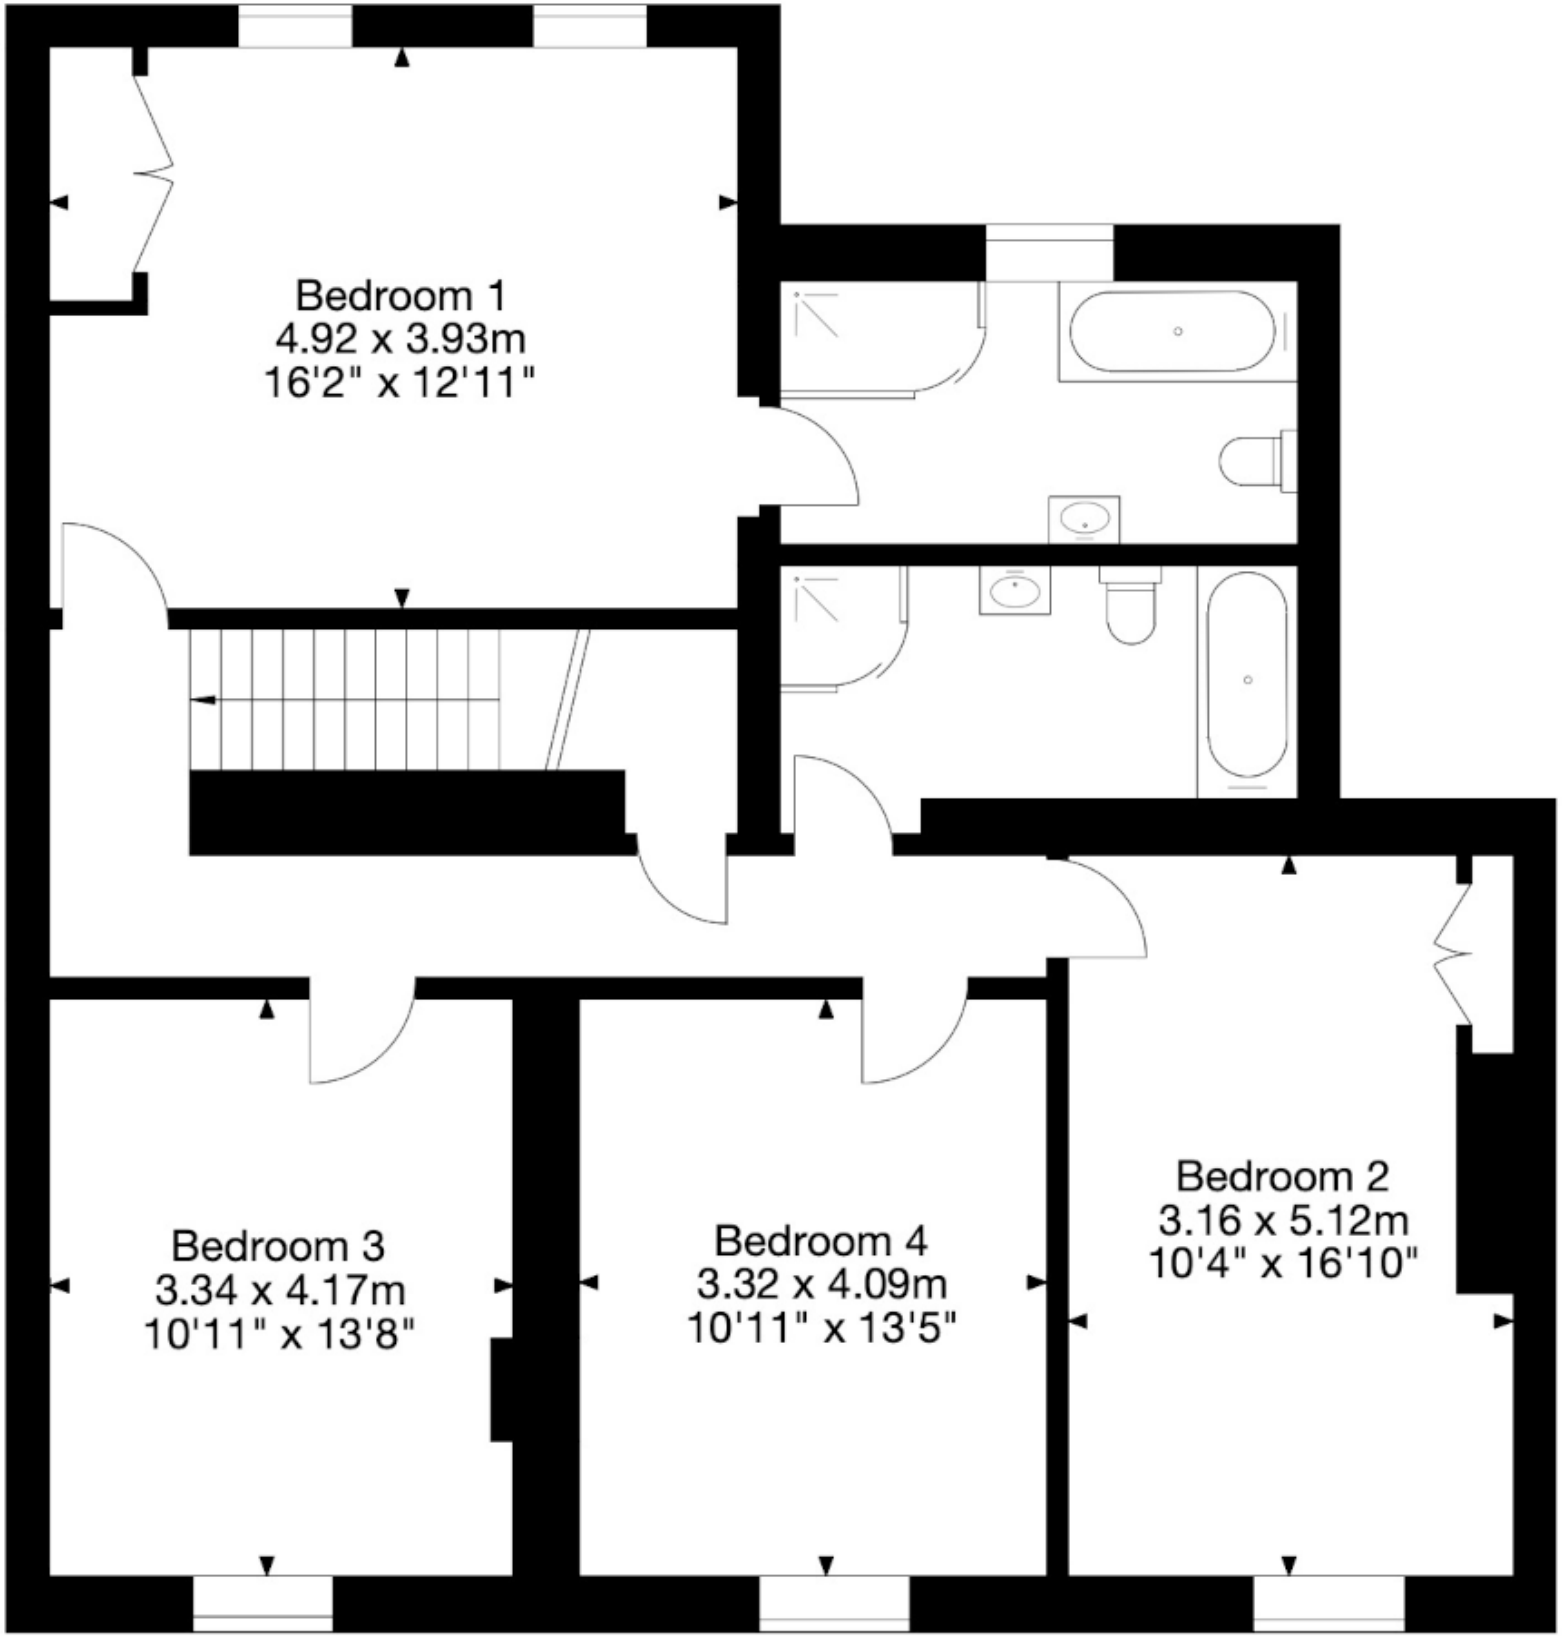 Bedroom 1
4.92 x 3.93m
16'2" x 12'11"
Bedroom 2
3.16 x 5.12m
10'4" x 16'10"
Bedroom 3
3.34 x 4.17m
10'11" x 13'8"
Bedroom 4
3.32 x 4.09m
10'11" x 13'5"